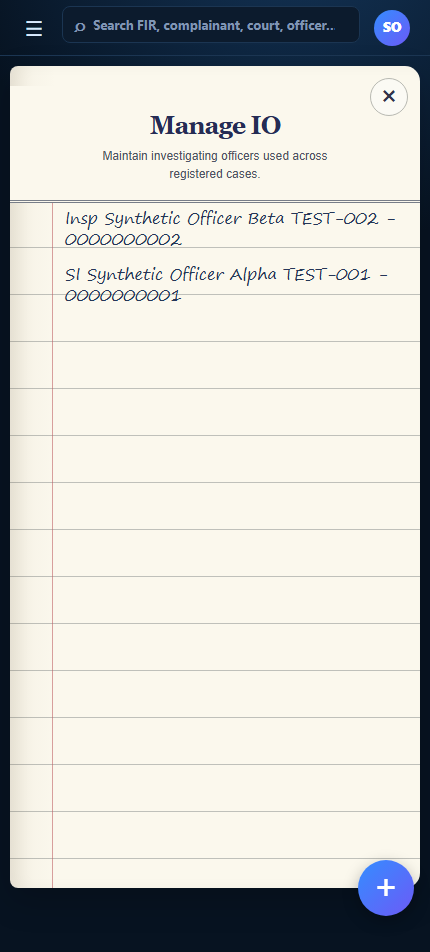 Search FIR, complainant, court, officer...
SO
Manage IO
Maintain investigating officers used across
registered cases.
Insp Synthetic Officer Beta TEST-002 -
0000000002
SI Synthetic Officer Alpha TEST-001 -
0000000001